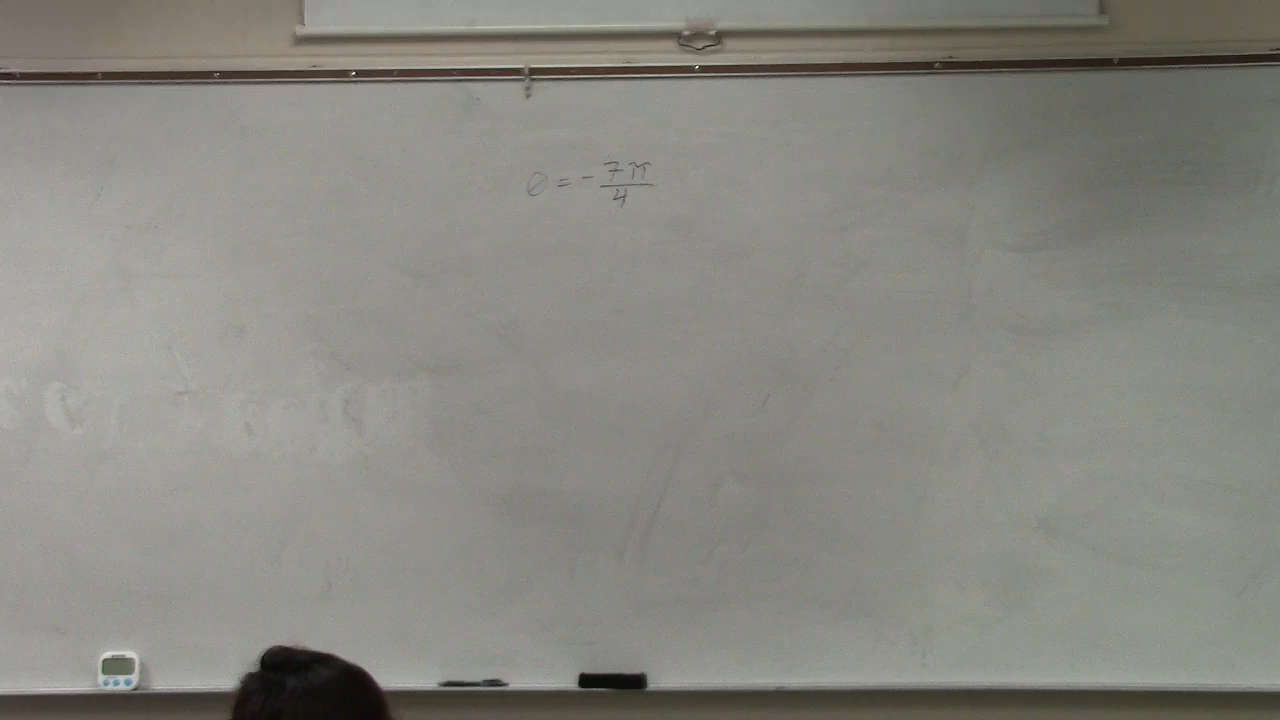 θ = - 7π/4